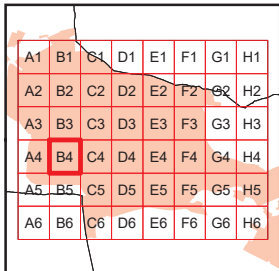 A1 B1 C1 D1 E1 F1 G1 H1
A2 B2 C2 D2 E2 F2 G2 H2
A3 B3 C3 D3 E3 F3 G3 H3
A4 B4 C4 D4 E4 F4 G4 H4
A5 B5 C5 D5 E5 F5 G5 H5
A6 B6 C6 D6 E6 F6 G6 H6